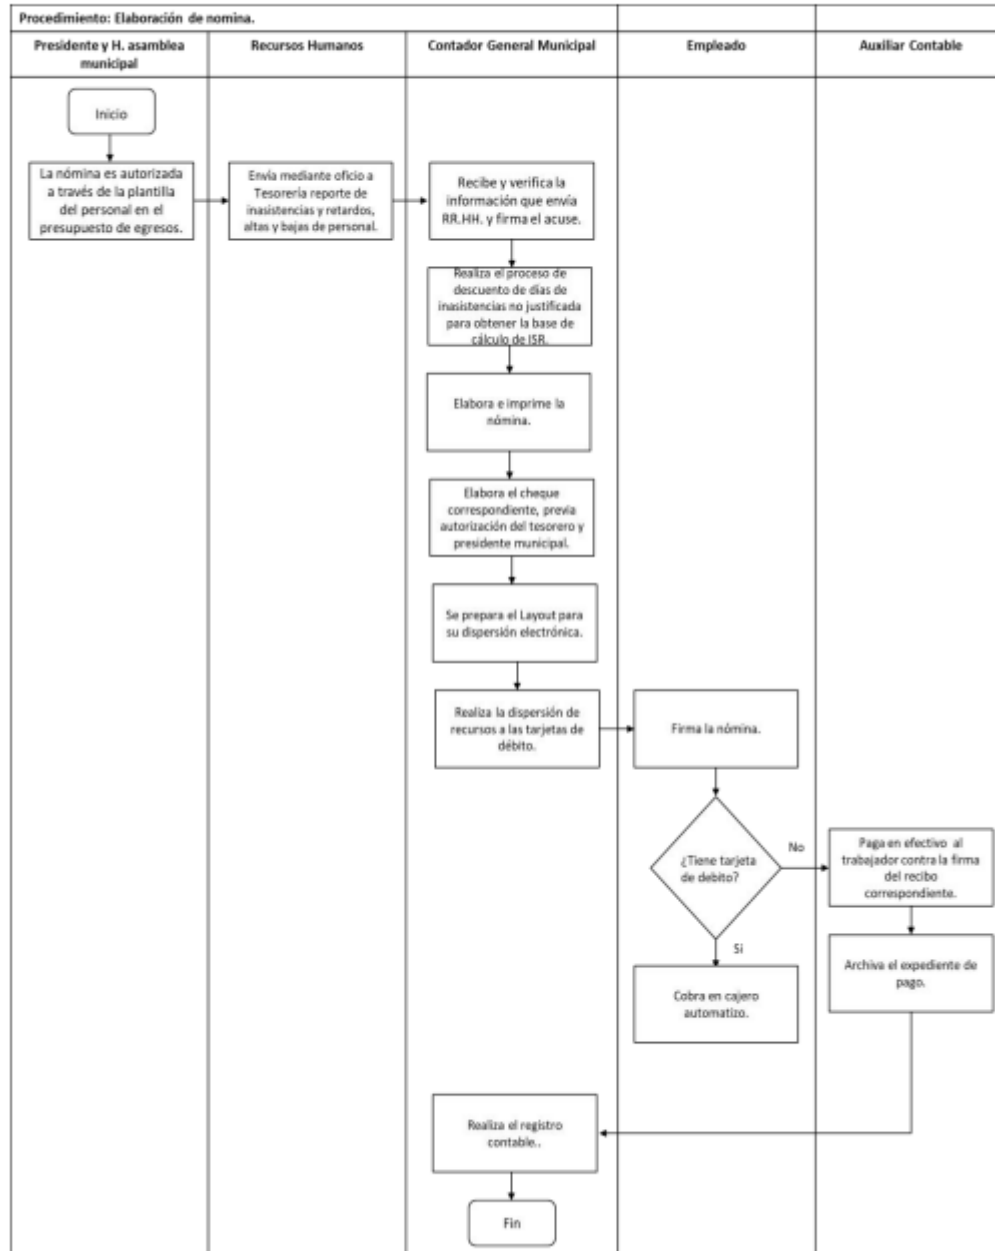 Procedimiento: Elaboración de nomina.
Presidente y H. asamblea
municipal
Recursos Humanos
Contador General Municipal
Empleado
Auxiliar Contable
Inicio
La nómina es autorizada
a través de la plantilla
del personal en el
presupuesto de egresos.
Envía mediante oficio a
Tesorería reporte de
inasistencias y retardos,
altas y bajas de personal.
Recibe y verifica la
información que envía
RR.HH. y firma el acuse.
Realiza el proceso de
descuento de días de
inasistencias no justificada
para obtener la base de
cálculo de ISR.
Elabora e imprime la
nómina.
Elabora el cheque
correspondiente, previa
autorización del tesorero y
presidente municipal.
Se prepara el Layout para
su dispersión electrónica.
Realiza la dispersión de
recursos a las tarjetas de
débito.
Firma la nómina.
¿Tiene tarjeta
de debito?
No
Paga en efectivo al
trabajador contra la firma
del recibo
correspondiente.
Si
Archiva el expediente de
pago.
Cobra en cajero
automatizo.
Realiza el registro
contable..
Fin